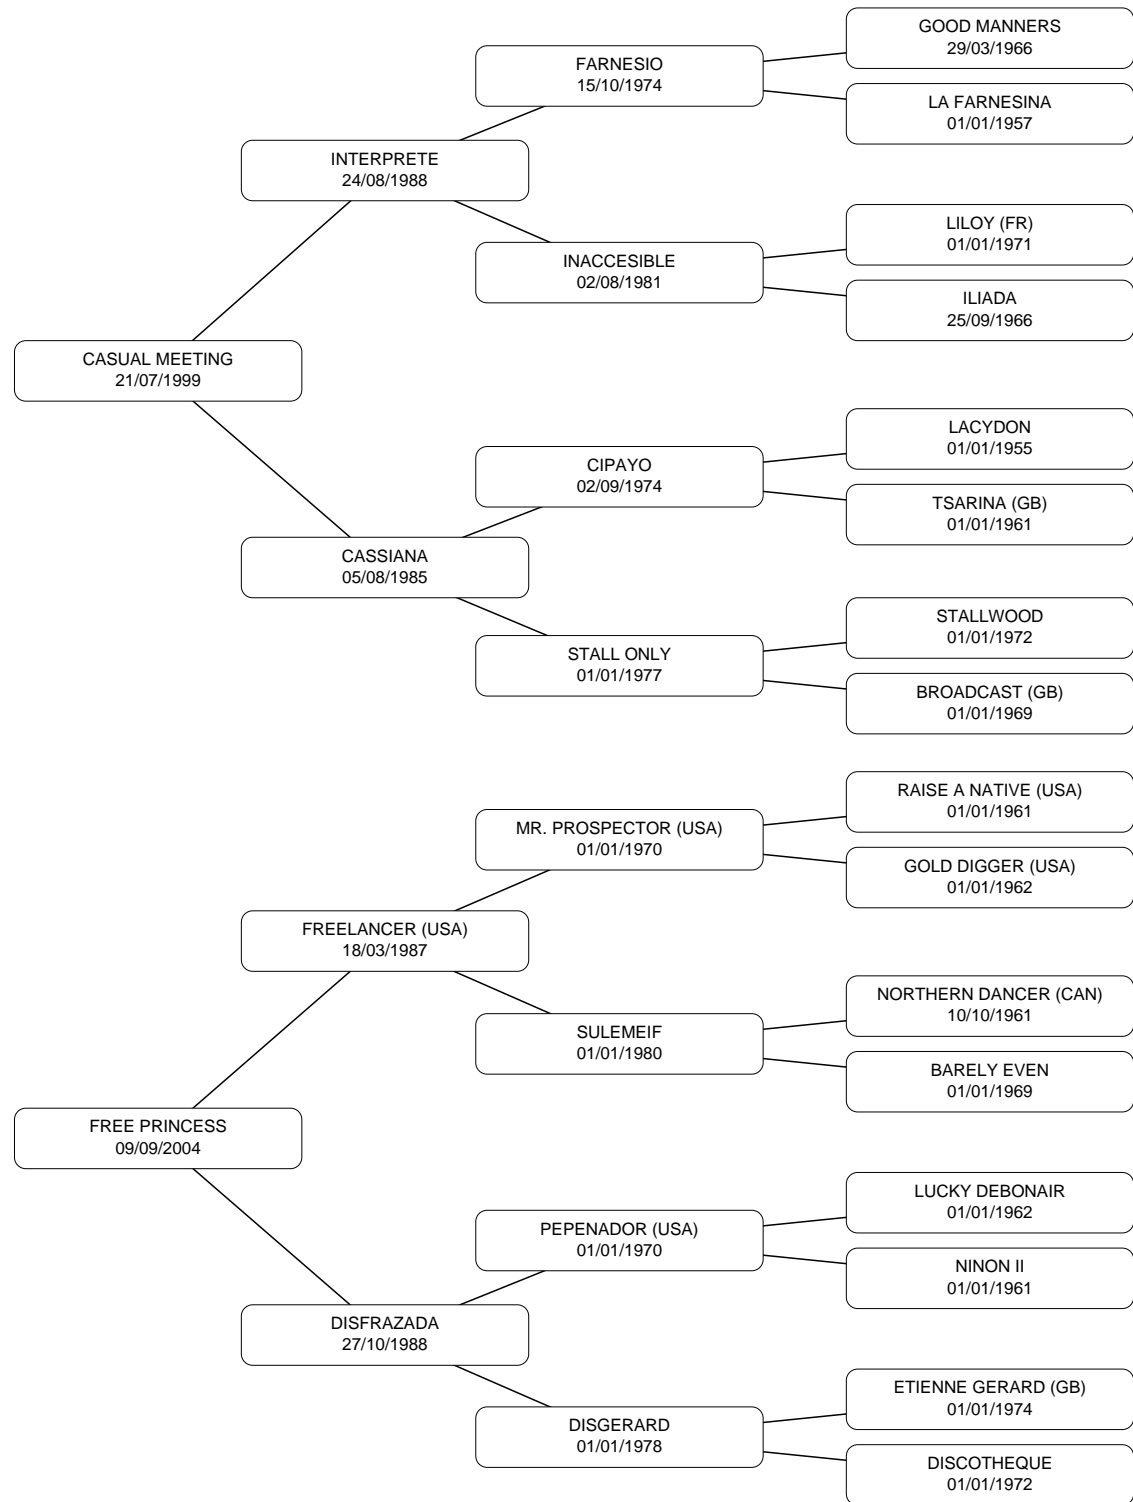 GOOD MANNERS
29/03/1966
FARNESIO
15/10/1974
LA FARNESINA
01/01/1957
INTERPRETE
24/08/1988
LILOY (FR)
01/01/1971
INACCESIBLE
02/08/1981
ILIADA
25/09/1966
CASUAL MEETING
21/07/1999
LACYDON
01/01/1955
CIPAYO
02/09/1974
TSARINA (GB)
01/01/1961
CASSIANA
05/08/1985
STALLWOOD
01/01/1972
STALL ONLY
01/01/1977
BROADCAST (GB)
01/01/1969
RAISE A NATIVE (USA)
01/01/1961
MR. PROSPECTOR (USA)
01/01/1970
GOLD DIGGER (USA)
01/01/1962
FREELANCER (USA)
18/03/1987
NORTHERN DANCER (CAN)
10/10/1961
SULEMEIF
01/01/1980
BARELY EVEN
01/01/1969
FREE PRINCESS
09/09/2004
LUCKY DEBONAIR
01/01/1962
PEPENADOR (USA)
01/01/1970
NINON II
01/01/1961
DISFRAZADA
27/10/1988
ETIENNE GERARD (GB)
01/01/1974
DISGERARD
01/01/1978
DISCOTHEQUE
01/01/1972